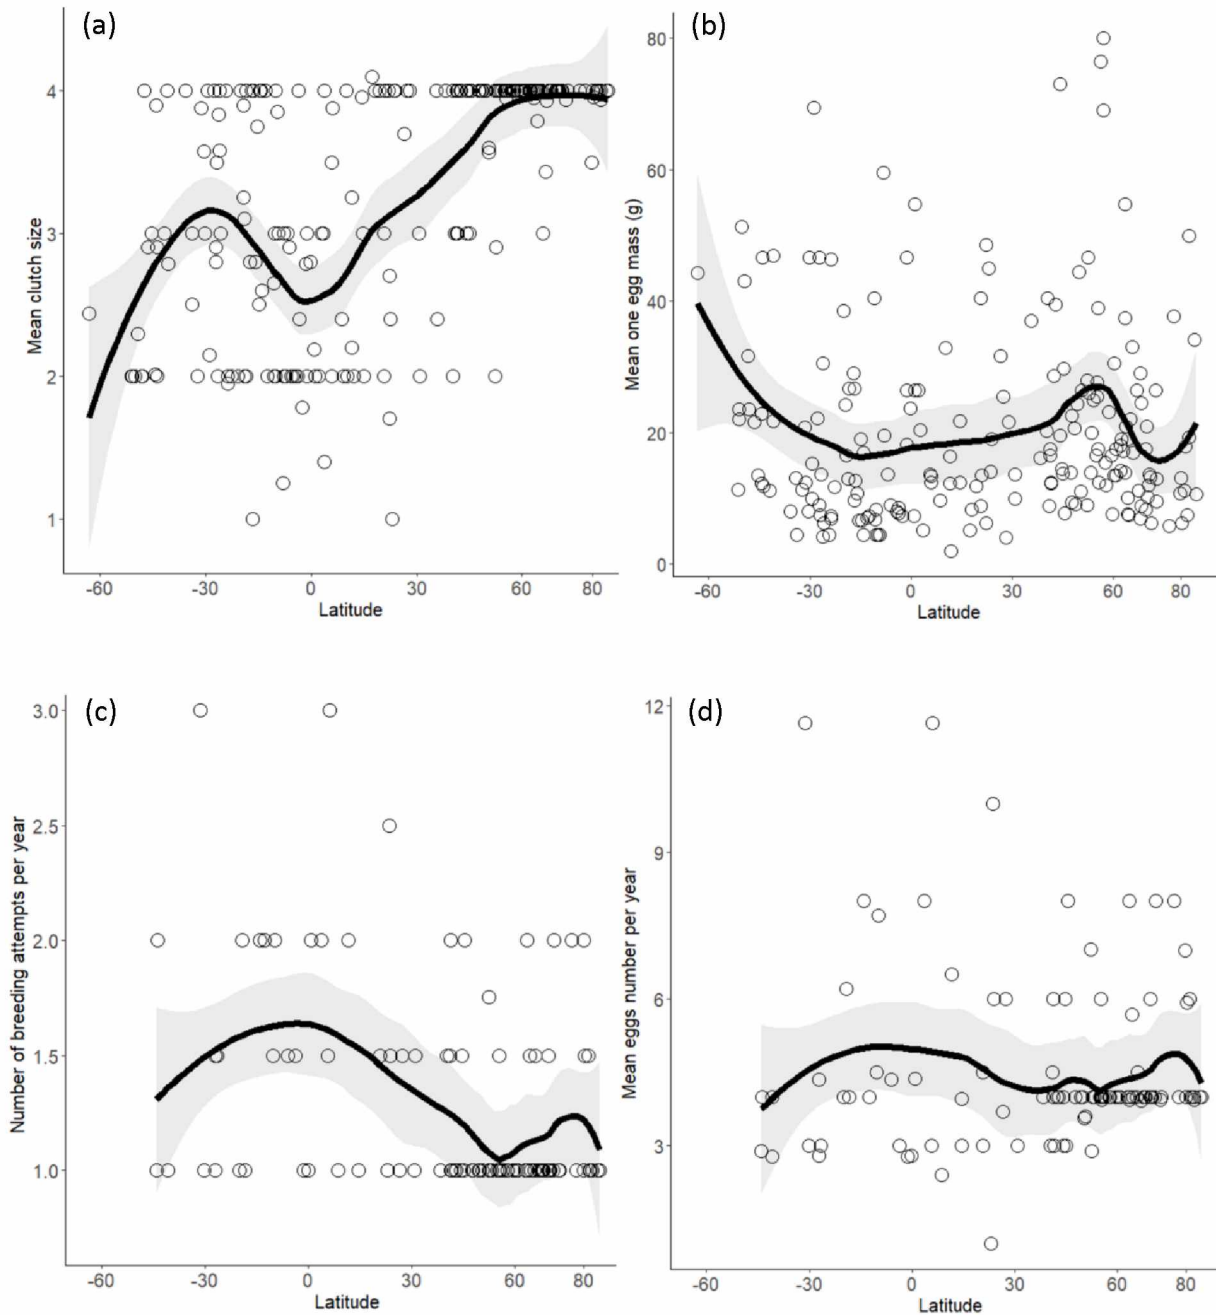 (a)
Mean clutch size
4
3
2
1
-60 -30 0 30 60 80
Latitude
(b)
Mean one egg mass (g)
80
60
40
20
0
-60 -30 0 30 60 80
Latitude
(c)
Number of breeding attempts per year
3.0
2.5
2.0
1.5
1.0
-60 -30 0 30 60 80
Latitude
(d)
Mean eggs number per year
12
9
6
3
-60 -30 0 30 60 80
Latitude